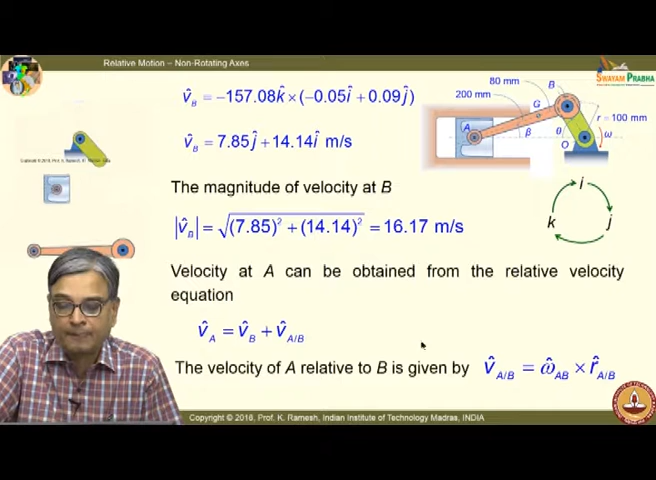 Relative Motion – Non-Rotating Axes
SWAYAM PRABHA
v̂_B = −157.08k̂ × (−0.05î + 0.09ĵ)
v̂_B = 7.85ĵ + 14.14î m/s
80 mm
200 mm
B
G
A
β
θ
O
r = 100 mm
ω
The magnitude of velocity at B
|v̂_B| = √((7.85)² + (14.14)²) = 16.17 m/s
i
k
j
Velocity at A can be obtained from the relative velocity
equation
v̂_A = v̂_B + v̂_A/B
The velocity of A relative to B is given by v̂_A/B = ω̂_AB × r̂_A/B
Copyright © 2018, Prof. K. Ramesh, Indian Institute of Technology Madras, INDIA